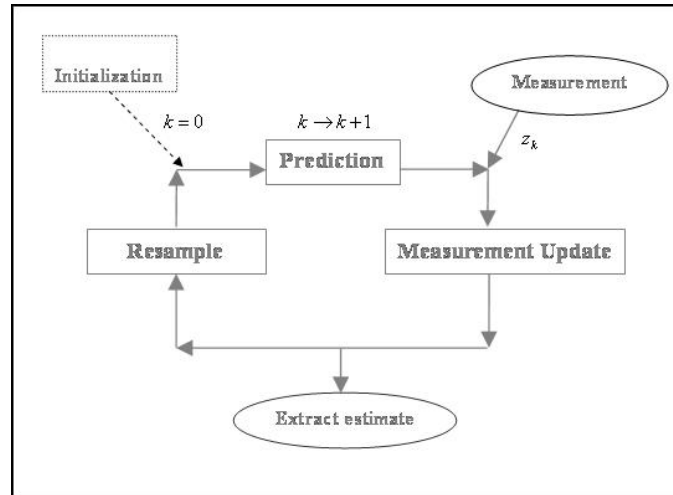 Initialization
Measurement
k = 0
k → k+1
z_k
Prediction
Resample
Measurement Update
Extract estimate